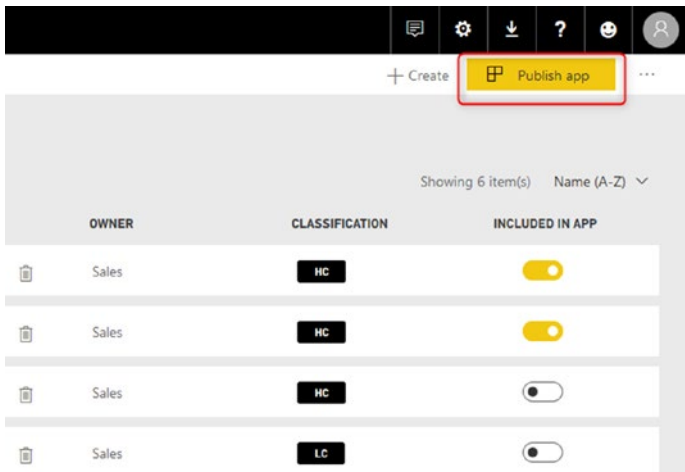 ?
+ Create Publish app ...
Showing 6 item(s) Name (A-Z)
OWNER CLASSIFICATION INCLUDED IN APP
Sales HC
Sales HC
Sales HC
Sales LC